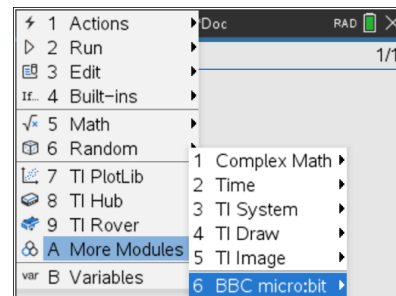 1 Actions
Doc RAD
2 Run
1/1
3 Edit
If... 4 Built-ins
√x 5 Math
6 Random
7 TI PlotLib
8 TI Hub
9 TI Rover
A More Modules
var B Variables
1 Complex Math
2 Time
3 TI System
4 TI Draw
5 TI Image
6 BBC micro:bit